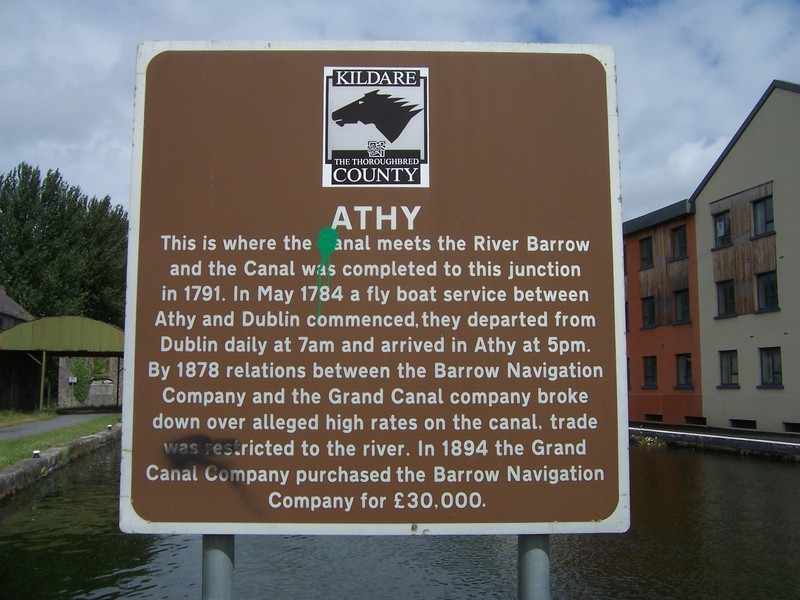 KILDARE
THE THOROUGHBRED
COUNTY
ATHY
This is where the Canal meets the River Barrow
and the Canal was completed to this junction
in 1791. In May 1784 a fly boat service between
Athy and Dublin commenced, they departed from
Dublin daily at 7am and arrived in Athy at 5pm.
By 1878 relations between the Barrow Navigation
Company and the Grand Canal company broke
down over alleged high rates on the canal, trade
was restricted to the river. In 1894 the Grand
Canal Company purchased the Barrow Navigation
Company for £30,000.